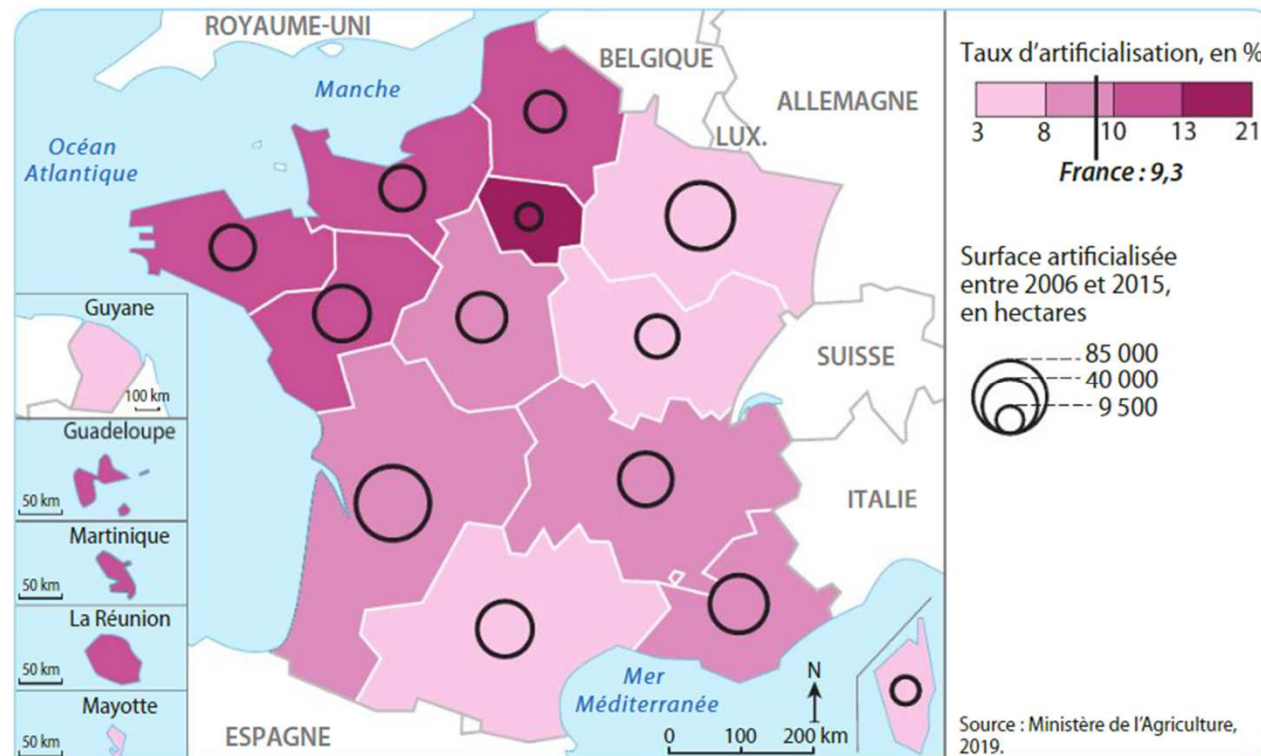 ROYAUME-UNI
BELGIQUE
ALLEMAGNE
LUX.
Manche
Océan
Atlantique
SUISSE
ITALIE
Mer
Méditerranée
ESPAGNE
N
0 100 200 km
Guyane
100 km
Guadeloupe
50 km
Martinique
50 km
La Réunion
50 km
Mayotte
50 km
Taux d'artificialisation, en %
3 8 10 13 21
France : 9,3
Surface artificialisée
entre 2006 et 2015,
en hectares
85 000
40 000
9 500
Source : Ministère de l'Agriculture,
2019.